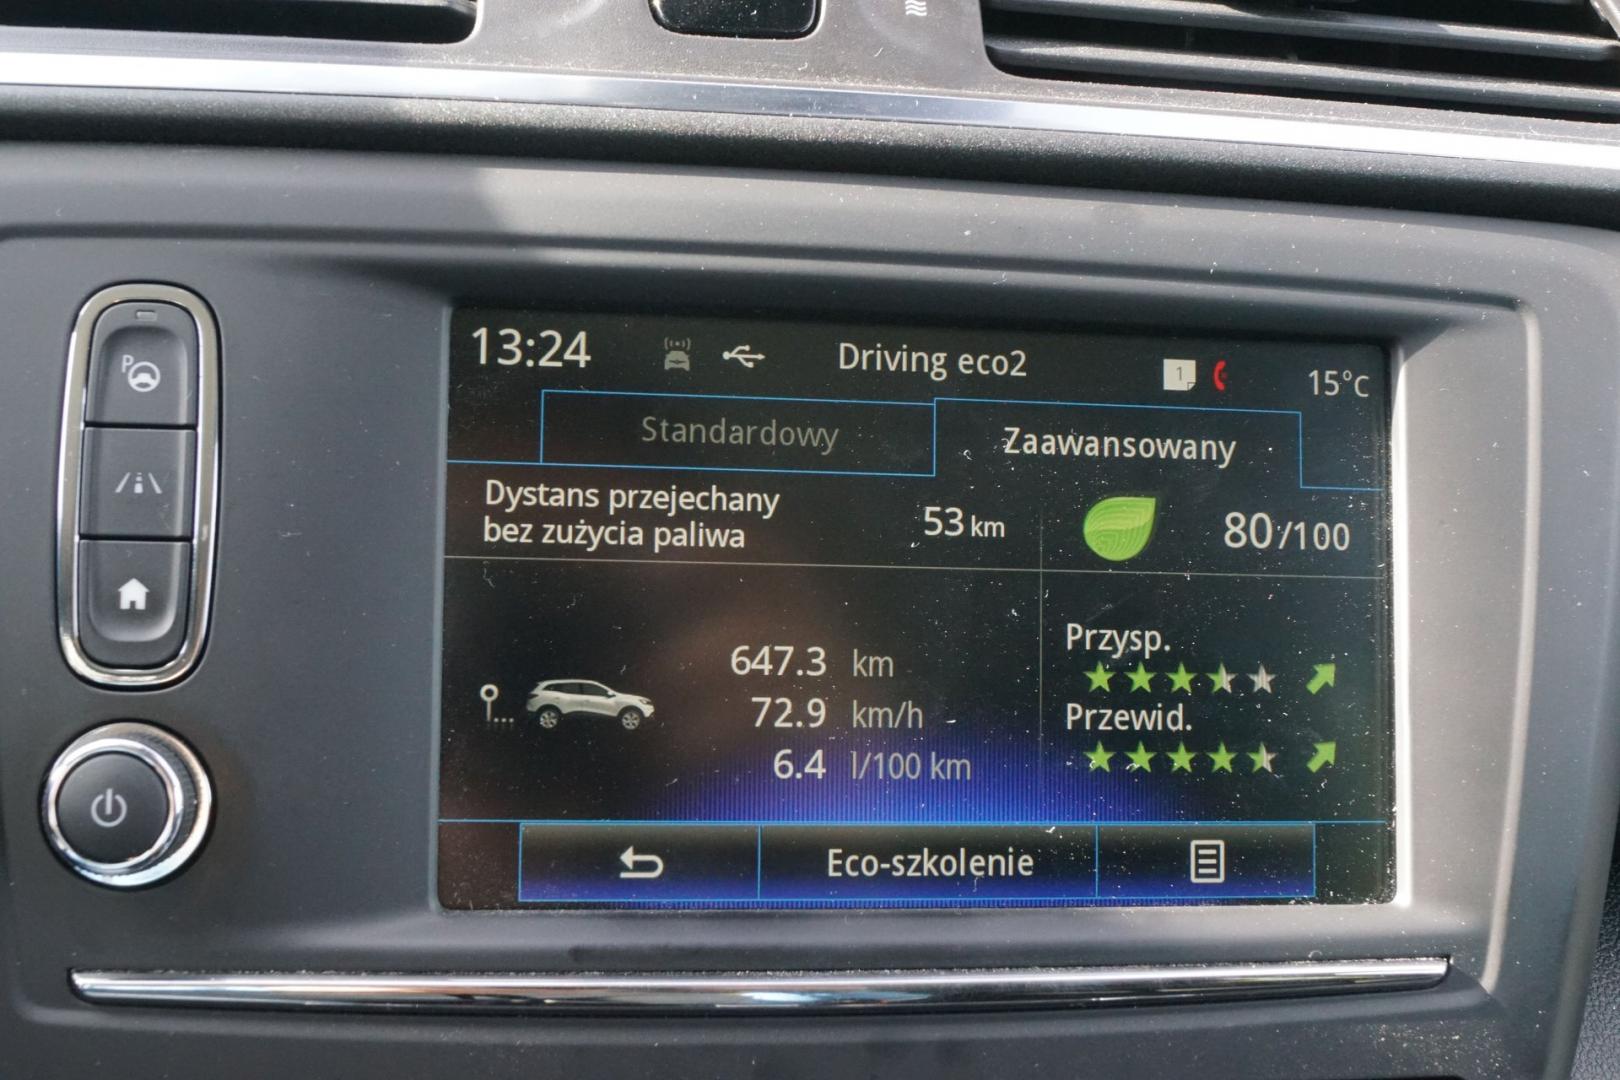 13:24
Driving eco2
1
15°C
Standardowy
Zaawansowany
Dystans przejechany
bez zużycia paliwa
53 km
80/100
647.3 km
72.9 km/h
6.4 l/100 km
Przysp.
Przewid.
Eco-szkolenie
P